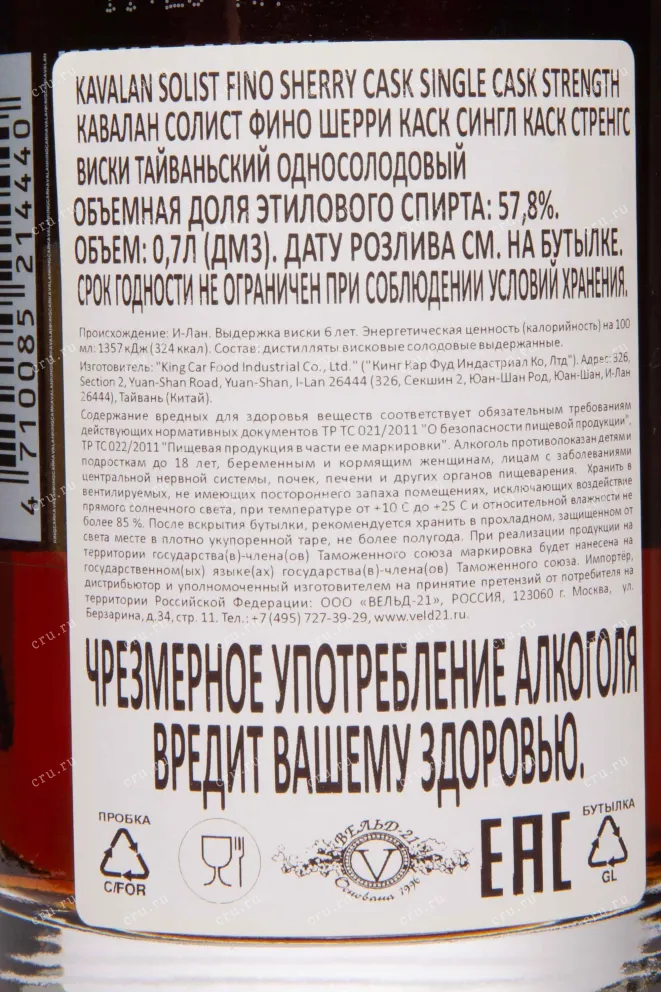 KAVALAN SOLIST FINO SHERRY CASK SINGLE CASK STRENGTH
КАВАЛАН СОЛИСТ ФИНО ШЕРРИ КАСК СИНГЛ КАСК СТРЕНГС
ВИСКИ ТАЙВАНЬСКИЙ ОДНОСОЛОДОВЫЙ
ОБЪЕМНАЯ ДОЛЯ ЭТИЛОВОГО СПИРТА: 57,8%.
ОБЪЕМ: 0,7Л (ДМ3). ДАТУ РОЗЛИВА СМ. НА БУТЫЛКЕ.
СРОК ГОДНОСТИ НЕ ОГРАНИЧЕН ПРИ СОБЛЮДЕНИИ УСЛОВИЙ ХРАНЕНИЯ.
Происхождение: И-Лан. Выдержка виски 6 лет. Энергетическая ценность (калорийность) на 100
мл: 1357 кДж (324 ккал). Состав: дистилляты висковые солодовые выдержанные.
Изготовитель: "King Car Food Industrial Co., Ltd." ("Кинг Кар Фуд Индастриал Ко, Лтд"). Адрес: 326,
Section 2, Yuan-Shan Road, Yuan-Shan, I-Lan 26444 (326, Секшин 2, Юан-Шан Род, Юан-Шан, И-Лан
26444), Тайвань (Китай).
Содержание вредных для здоровья веществ соответствует обязательным требованиям
действующих нормативных документов ТР ТС 021/2011 "О безопасности пищевой продукции",
ТР ТС 022/2011 "Пищевая продукция в части ее маркировки". Алкоголь противопоказан детям и
подросткам до 18 лет, беременным и кормящим женщинам, лицам с заболеваниями
центральной нервной системы, почек, печени и других органов пищеварения. Хранить в
вентилируемых, не имеющих постороннего запаха помещениях, исключающих воздействие
прямого солнечного света, при температуре от +10 С до +25 С и относительной влажности не
более 85 %. После вскрытия бутылки, рекомендуется хранить в прохладном, защищенном от
света месте в плотно укупоренной таре, не более полугода. При реализации продукции на
территории государства(в)-члена(ов) Таможенного союза маркировка будет нанесена на
государственном(ых) языке(ах) государства(в)-члена(ов) Таможенного союза. Импортёр,
дистрибьютор и уполномоченный изготовителем на принятие претензий от потребителя на
территории Российской Федерации: ООО «ВЕЛЬД-21», РОССИЯ, 123060 г. Москва, ул.
Берзарина, д.34, стр. 11. Тел.: +7 (495) 727-39-29, www.veld21.ru.
ЧРЕЗМЕРНОЕ УПОТРЕБЛЕНИЕ АЛКОГОЛЯ
ВРЕДИТ ВАШЕМУ ЗДОРОВЬЮ.
ПРОБКА
C/FOR
ВЕЛЬД-21
V
Основана 1996
EAC
БУТЫЛКА
GL
4 710085 214440
cru.ru